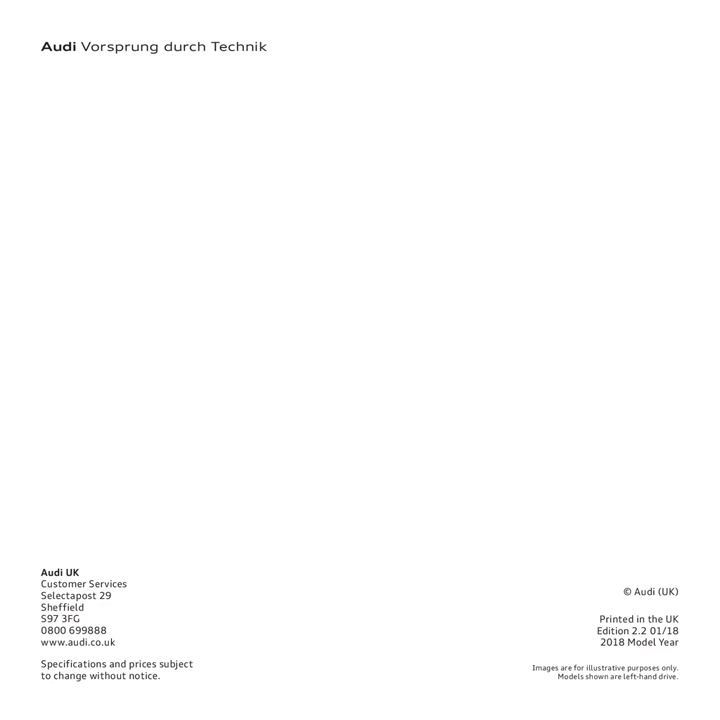 Audi Vorsprung durch Technik
Audi UK
Customer Services
Selectapost 29
Sheffield
S97 3FG
0800 699888
www.audi.co.uk
Specifications and prices subject
to change without notice.
© Audi (UK)
Printed in the UK
Edition 2.2 01/18
2018 Model Year
Images are for illustrative purposes only.
Models shown are left-hand drive.